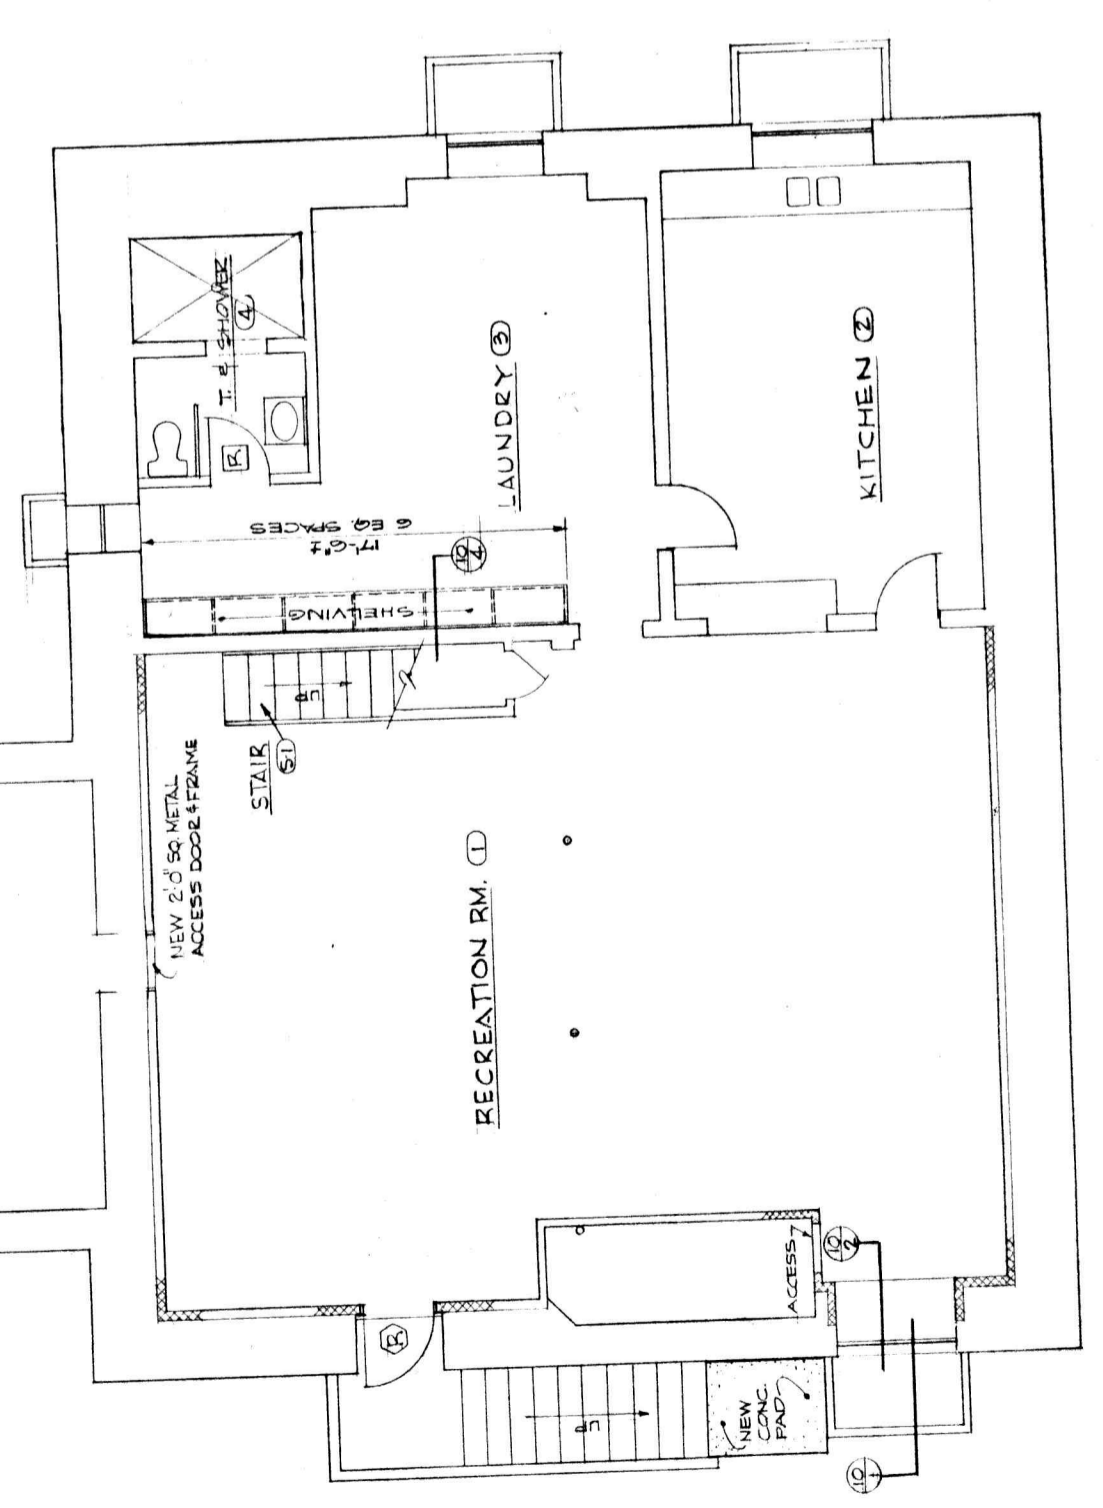 T. & SHOWER
4
R
LAUNDRY 3
KITCHEN 2
6 EQ. SPACES
17'-6"±
10
4
SHELVING
UP
STAIR
S1
NEW 2'0" SQ. METAL
ACCESS DOOR & FRAME
RECREATION RM. 1
ACCESS
10
2
R
UP
NEW
CONC.
PAD
10